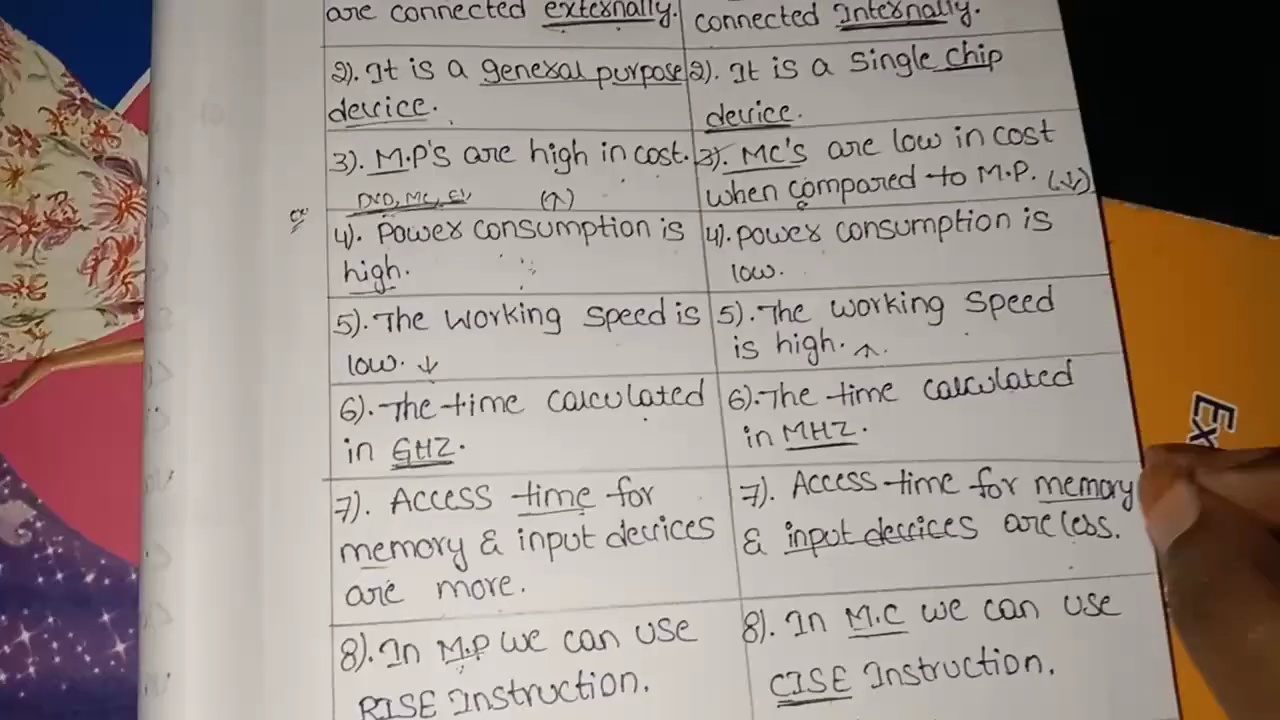 are connected externally.
2). It is a general purpose
device.
3). M.P'S are high in cost.
4). Power consumption is
high.
5). The working speed is
low. ↓
6). The time calculated
in GHZ.
7). Access time for
memory & input devices
are more.
8). In M.P we can use
RISE Instruction.
connected Internally.
2). It is a single chip
device.
3). MC'S are low in cost
when compared to M.P. (↓)
4). power consumption is
low.
5). The working speed
is high. ↑.
6). The time calculated
in MHZ.
7). Access time for memory
& input devices are less.
8). In M.C we can use
CISE Instruction.
Ex